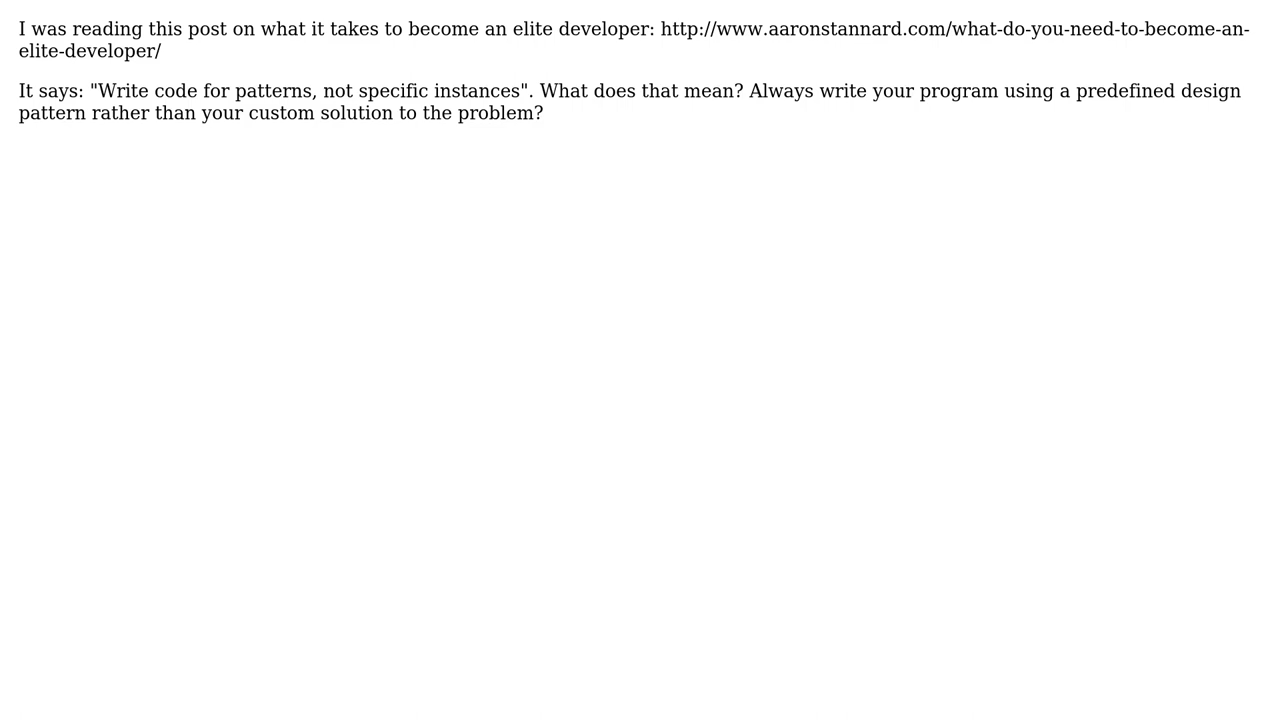 I was reading this post on what it takes to become an elite developer: http://www.aaronstannard.com/what-do-you-need-to-become-an-
elite-developer/
It says: "Write code for patterns, not specific instances". What does that mean? Always write your program using a predefined design
pattern rather than your custom solution to the problem?